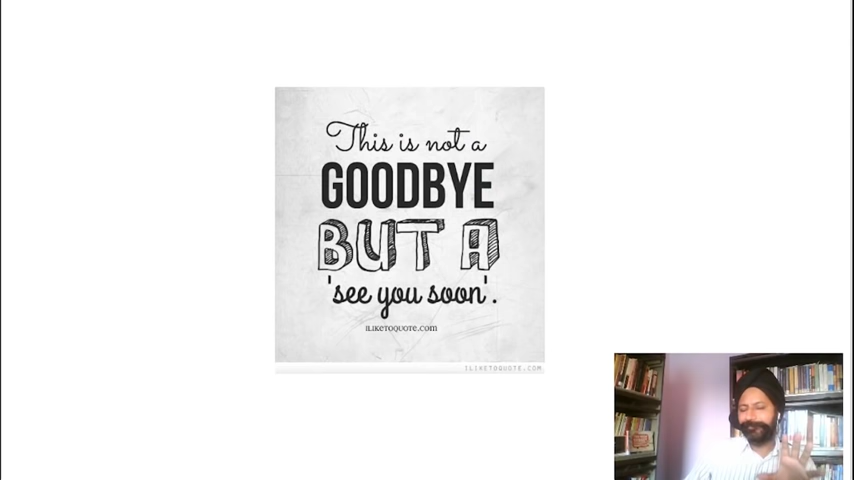 This is not a
GOODBYE
BUT A
'see you soon'.
ILIKETOQUOTE.COM
ILIKETOQUOTE.COM